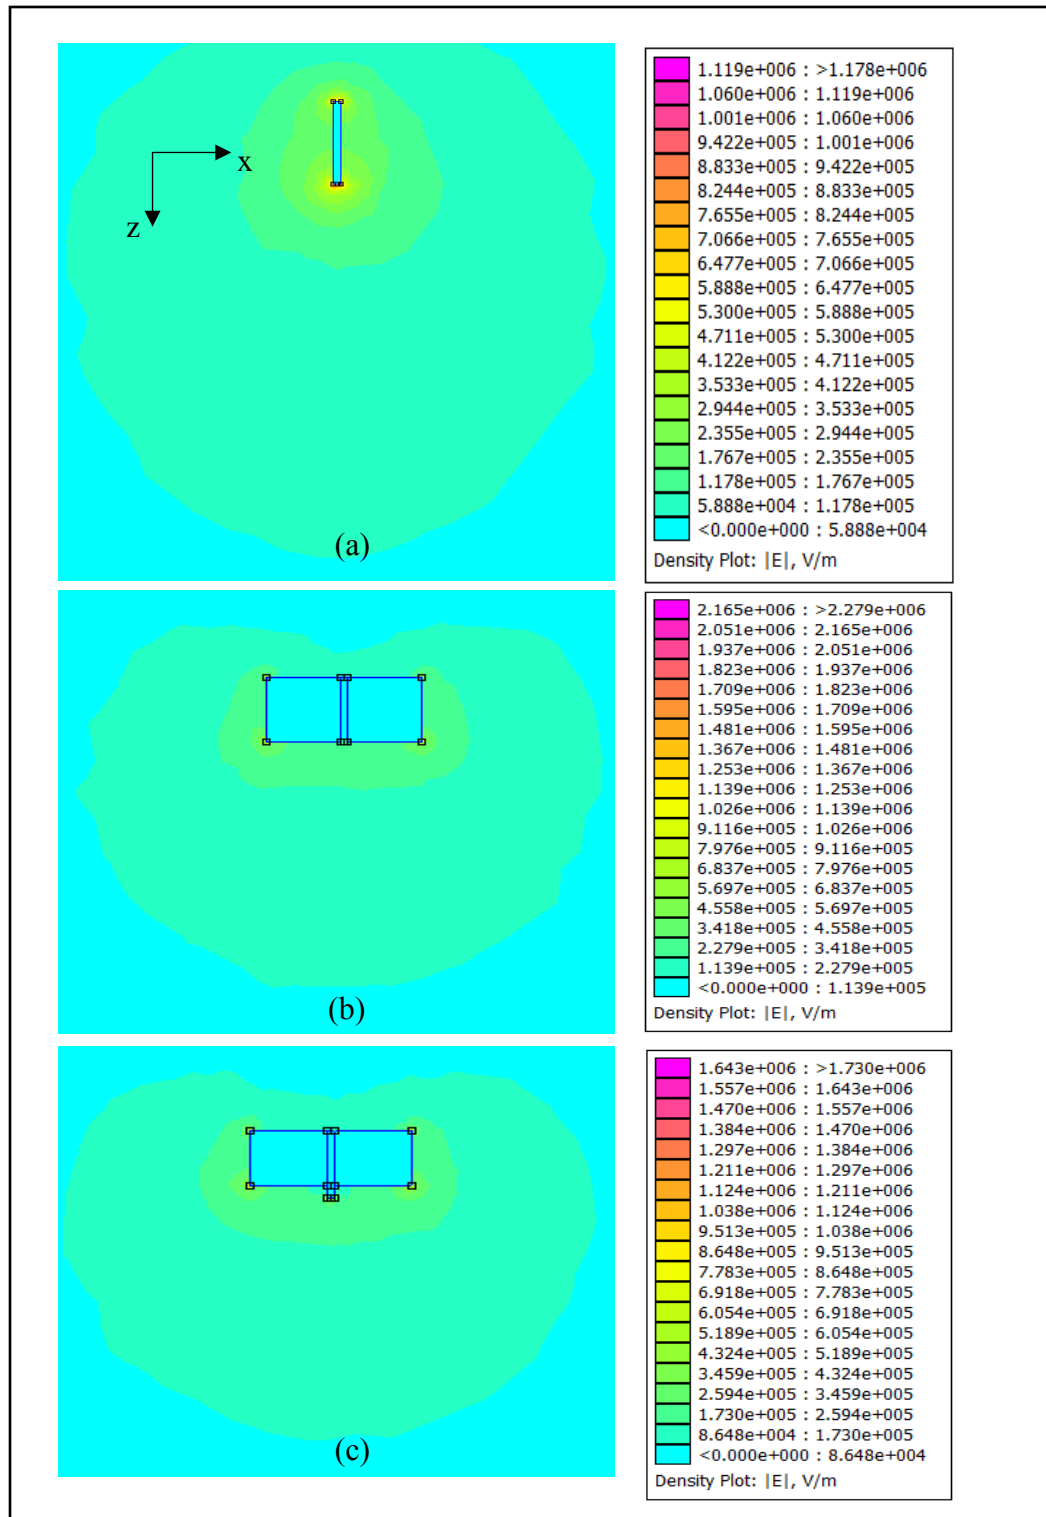 x
z
(a)
1.119e+006 : >1.178e+006
1.060e+006 : 1.119e+006
1.001e+006 : 1.060e+006
9.422e+005 : 1.001e+006
8.833e+005 : 9.422e+005
8.244e+005 : 8.833e+005
7.655e+005 : 8.244e+005
7.066e+005 : 7.655e+005
6.477e+005 : 7.066e+005
5.888e+005 : 6.477e+005
5.300e+005 : 5.888e+005
4.711e+005 : 5.300e+005
4.122e+005 : 4.711e+005
3.533e+005 : 4.122e+005
2.944e+005 : 3.533e+005
2.355e+005 : 2.944e+005
1.767e+005 : 2.355e+005
1.178e+005 : 1.767e+005
5.888e+004 : 1.178e+005
<0.000e+000 : 5.888e+004
Density Plot: |E|, V/m
(b)
2.165e+006 : >2.279e+006
2.051e+006 : 2.165e+006
1.937e+006 : 2.051e+006
1.823e+006 : 1.937e+006
1.709e+006 : 1.823e+006
1.595e+006 : 1.709e+006
1.481e+006 : 1.595e+006
1.367e+006 : 1.481e+006
1.253e+006 : 1.367e+006
1.139e+006 : 1.253e+006
1.026e+006 : 1.139e+006
9.116e+005 : 1.026e+006
7.976e+005 : 9.116e+005
6.837e+005 : 7.976e+005
5.697e+005 : 6.837e+005
4.558e+005 : 5.697e+005
3.418e+005 : 4.558e+005
2.279e+005 : 3.418e+005
1.139e+005 : 2.279e+005
<0.000e+000 : 1.139e+005
Density Plot: |E|, V/m
(c)
1.643e+006 : >1.730e+006
1.557e+006 : 1.643e+006
1.470e+006 : 1.557e+006
1.384e+006 : 1.470e+006
1.297e+006 : 1.384e+006
1.211e+006 : 1.297e+006
1.124e+006 : 1.211e+006
1.038e+006 : 1.124e+006
9.513e+005 : 1.038e+006
8.648e+005 : 9.513e+005
7.783e+005 : 8.648e+005
6.918e+005 : 7.783e+005
6.054e+005 : 6.918e+005
5.189e+005 : 6.054e+005
4.324e+005 : 5.189e+005
3.459e+005 : 4.324e+005
2.594e+005 : 3.459e+005
1.730e+005 : 2.594e+005
8.648e+004 : 1.730e+005
<0.000e+000 : 8.648e+004
Density Plot: |E|, V/m